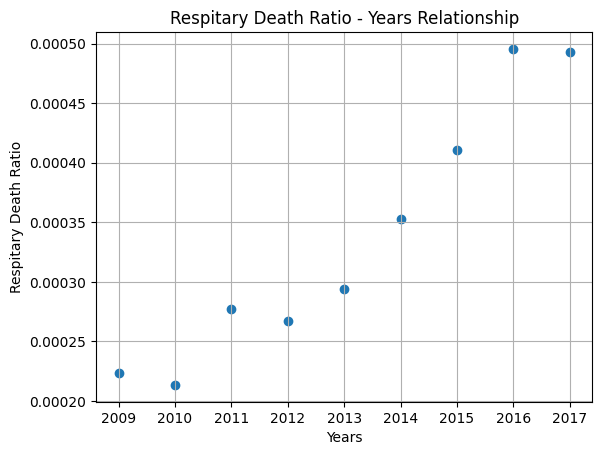 Respitary Death Ratio - Years Relationship
Respitary Death Ratio
0.00050
0.00045
0.00040
0.00035
0.00030
0.00025
0.00020
2009 2010 2011 2012 2013 2014 2015 2016 2017
Years